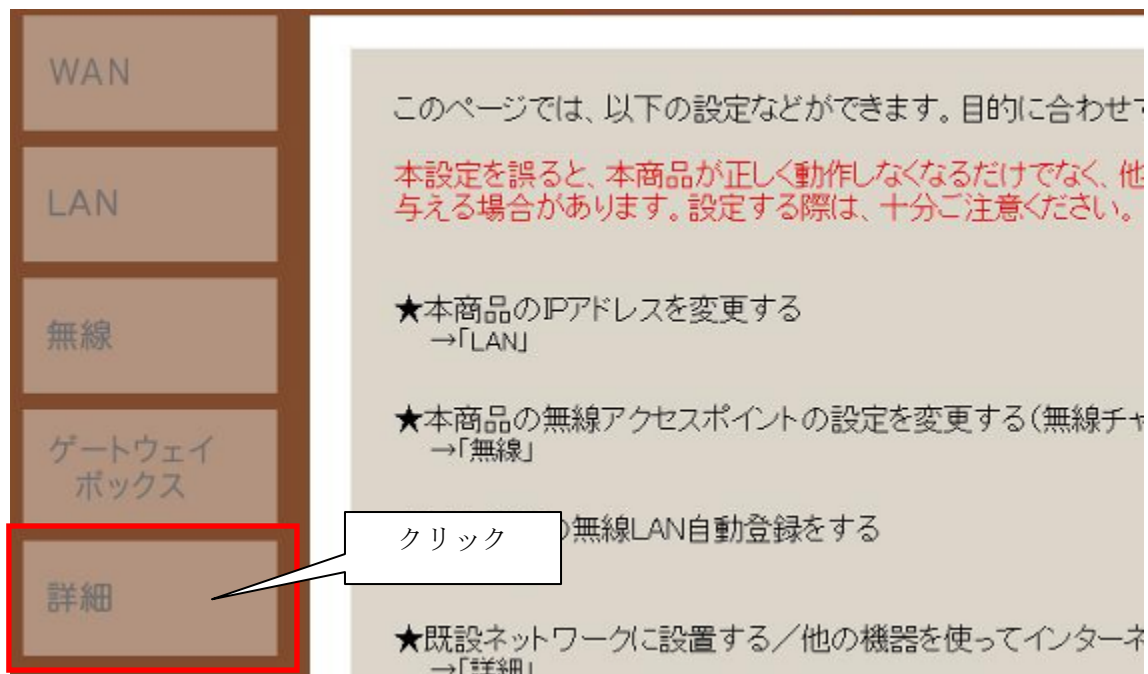 WAN
LAN
無線
ゲートウェイ
ボックス
詳細
クリック
このページでは、以下の設定などができます。目的に合わせ
本設定を誤ると、本商品が正しく動作しなくなるだけでなく、他
与える場合があります。設定する際は、十分ご注意ください。
★本商品のIPアドレスを変更する
→「LAN」
★本商品の無線アクセスポイントの設定を変更する(無線チャ
→「無線」
無線LAN自動登録をする
★既設ネットワークに設置する/他の機器を使ってインターネ
→「詳細」